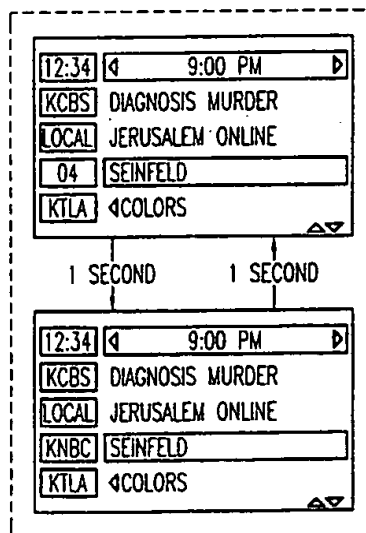 12:34 9:00 PM
KCBS DIAGNOSIS MURDER
LOCAL JERUSALEM ONLINE
04 SEINFELD
KTLA COLORS
1 SECOND 1 SECOND
12:34 9:00 PM
KCBS DIAGNOSIS MURDER
LOCAL JERUSALEM ONLINE
KNBC SEINFELD
KTLA COLORS